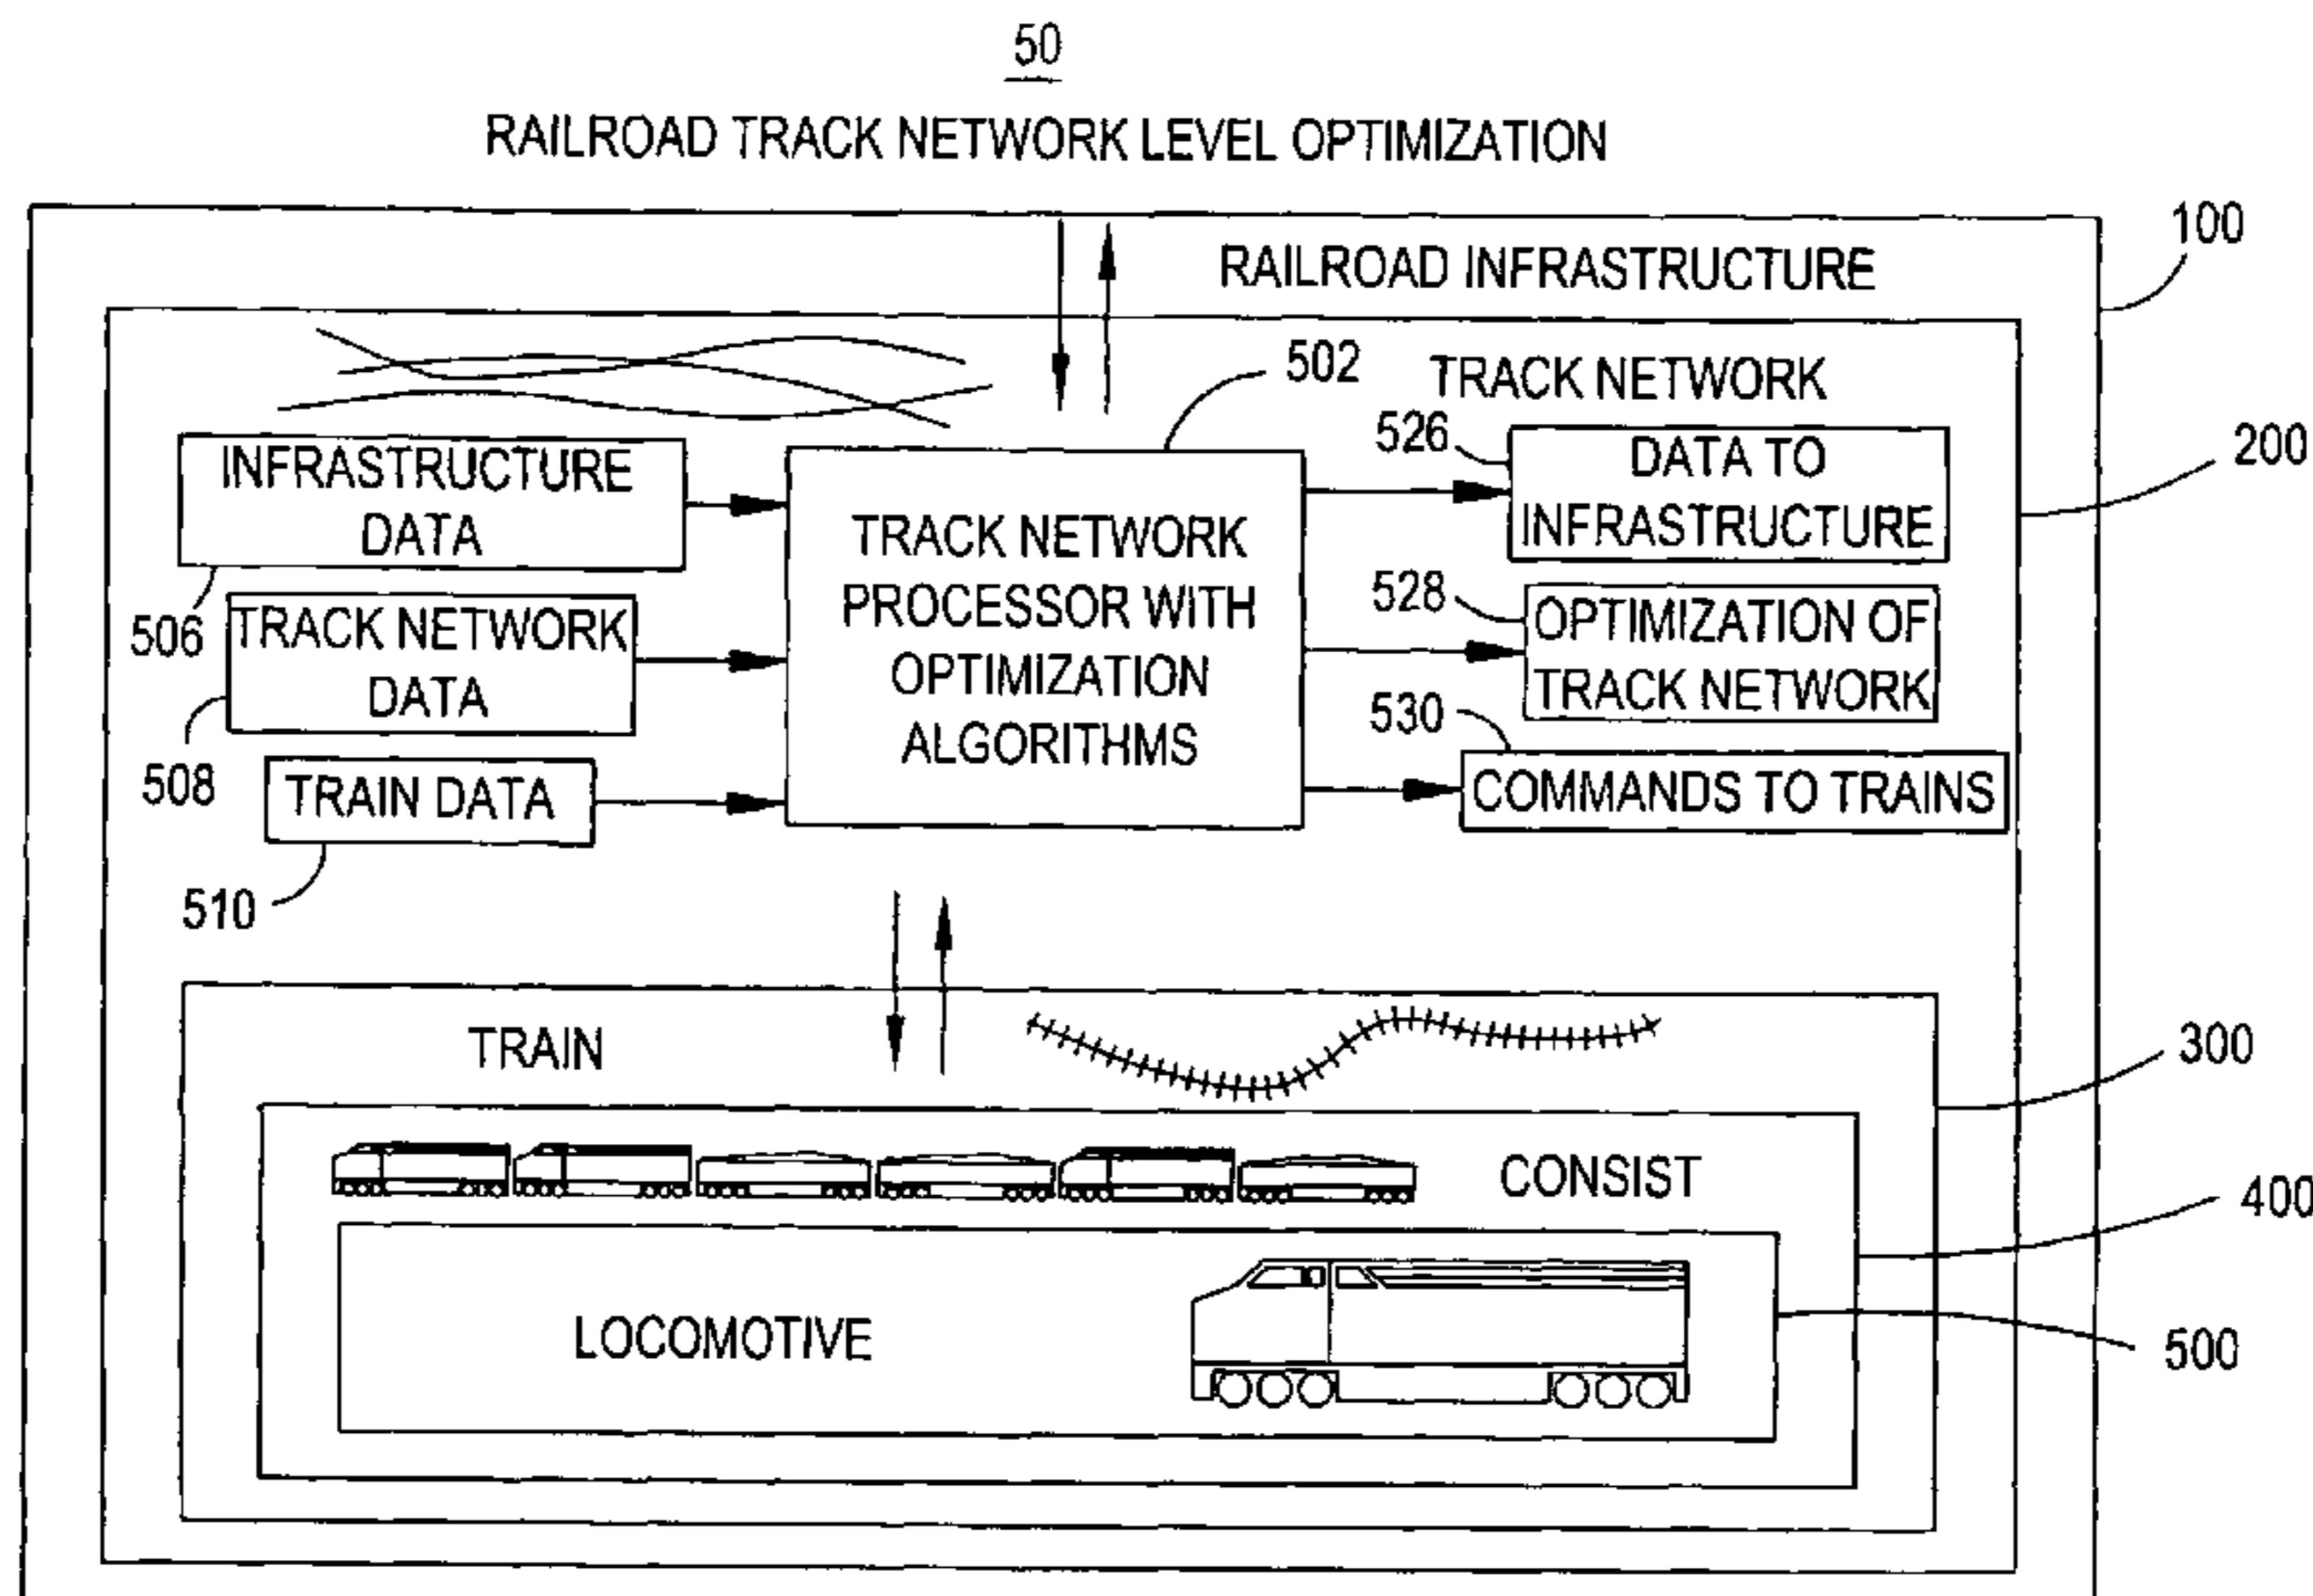 50
RAILROAD TRACK NETWORK LEVEL OPTIMIZATION
100
RAILROAD INFRASTRUCTURE
502
TRACK NETWORK
200
INFRASTRUCTURE
DATA
506
TRACK NETWORK
DATA
508
TRAIN DATA
510
TRACK NETWORK
PROCESSOR WITH
OPTIMIZATION
ALGORITHMS
526
DATA TO
INFRASTRUCTURE
528
OPTIMIZATION OF
TRACK NETWORK
530
COMMANDS TO TRAINS
TRAIN
300
CONSIST
400
LOCOMOTIVE
500